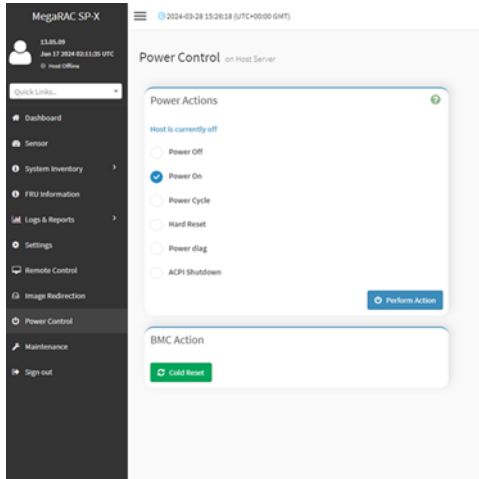 MegaRAC SP-X
2024-03-28 15:26:18 (UTC+00:00 GMT)
13.05.09
Jan 17 2024 02:11:35 UTC
Host Offline
Quick Links...
Dashboard
Sensor
System Inventory
FRU Information
Logs & Reports
Settings
Remote Control
Image Redirection
Power Control
Maintenance
Sign out
Power Control on Host Server
Power Actions
Host is currently off
Power Off
Power On
Power Cycle
Hard Reset
Power diag
ACPI Shutdown
Perform Action
BMC Action
Cold Reset